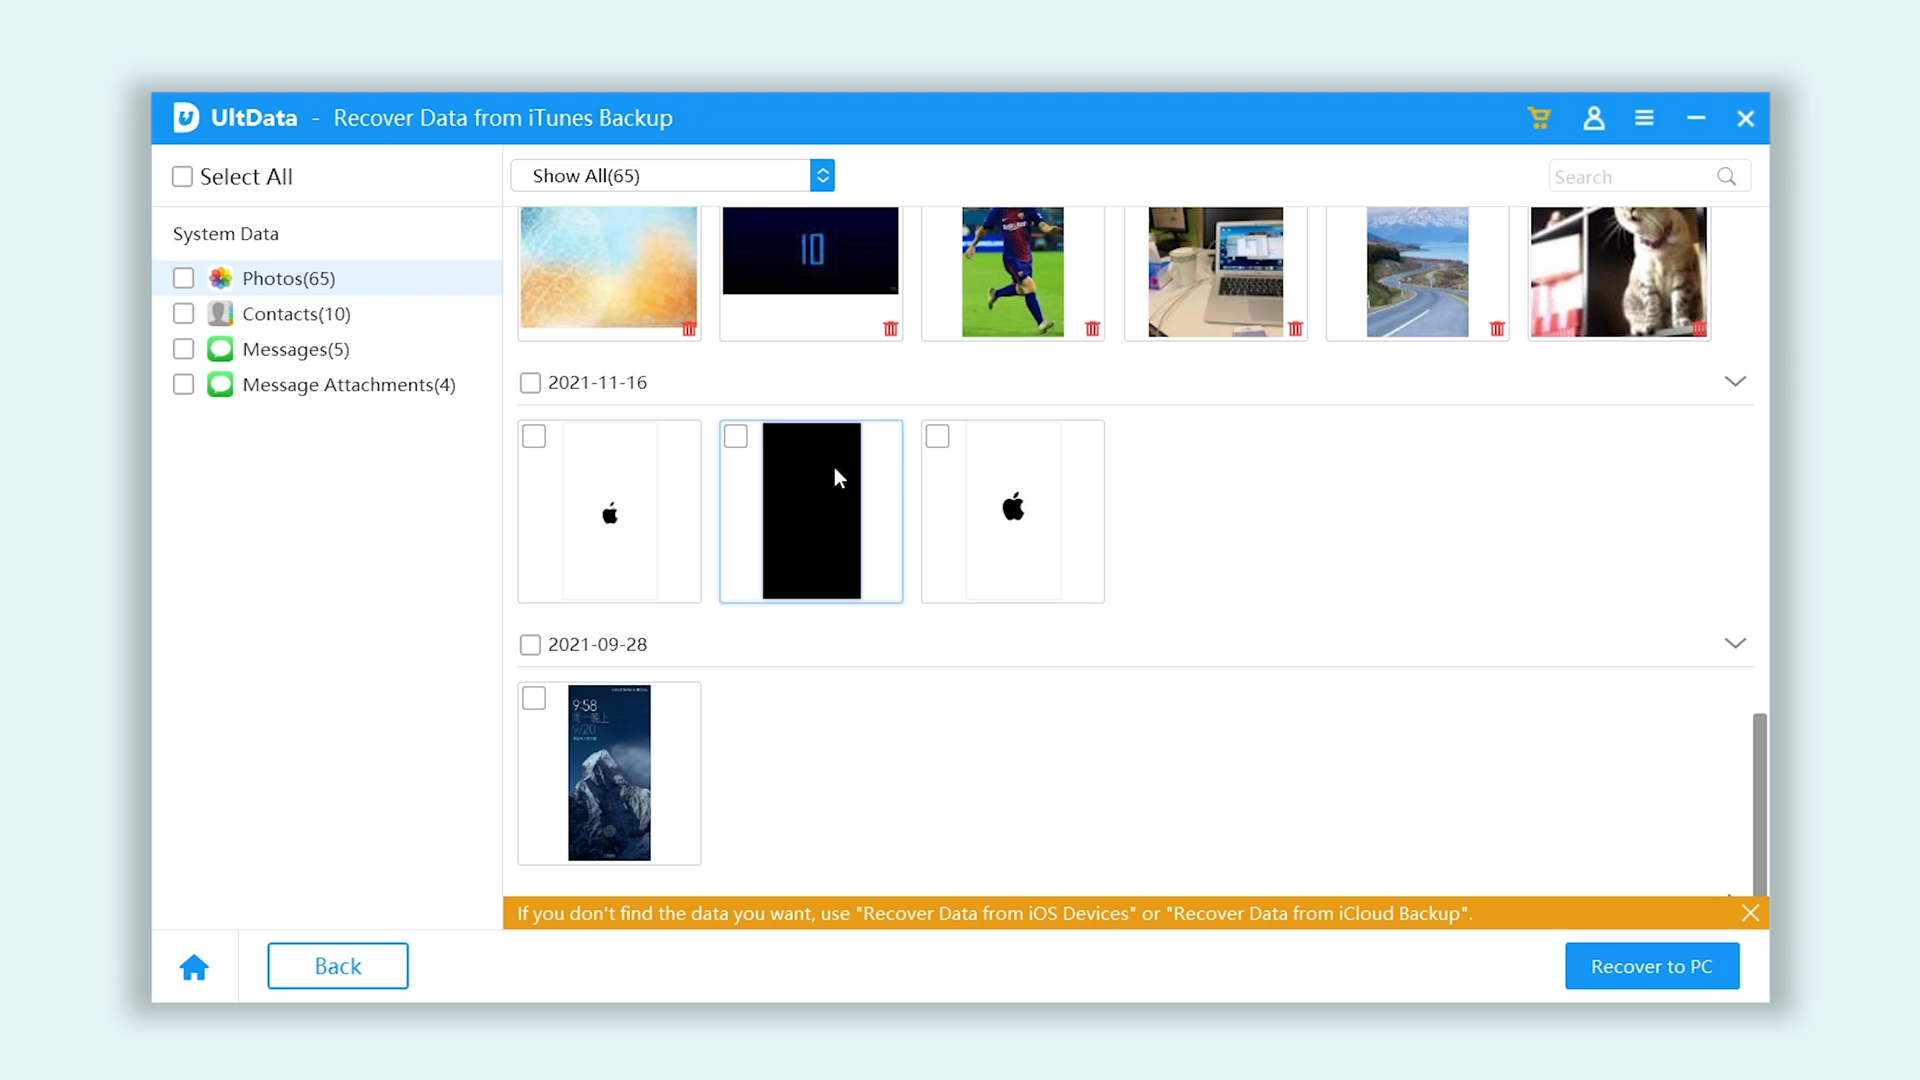 UltData - Recover Data from iTunes Backup
Select All
Show All(65)
Search
System Data
Photos(65)
Contacts(10)
Messages(5)
Message Attachments(4)
10
2021-11-16
2021-09-28
9:58
9/20
If you don't find the data you want, use "Recover Data from iOS Devices" or "Recover Data from iCloud Backup".
Back
Recover to PC